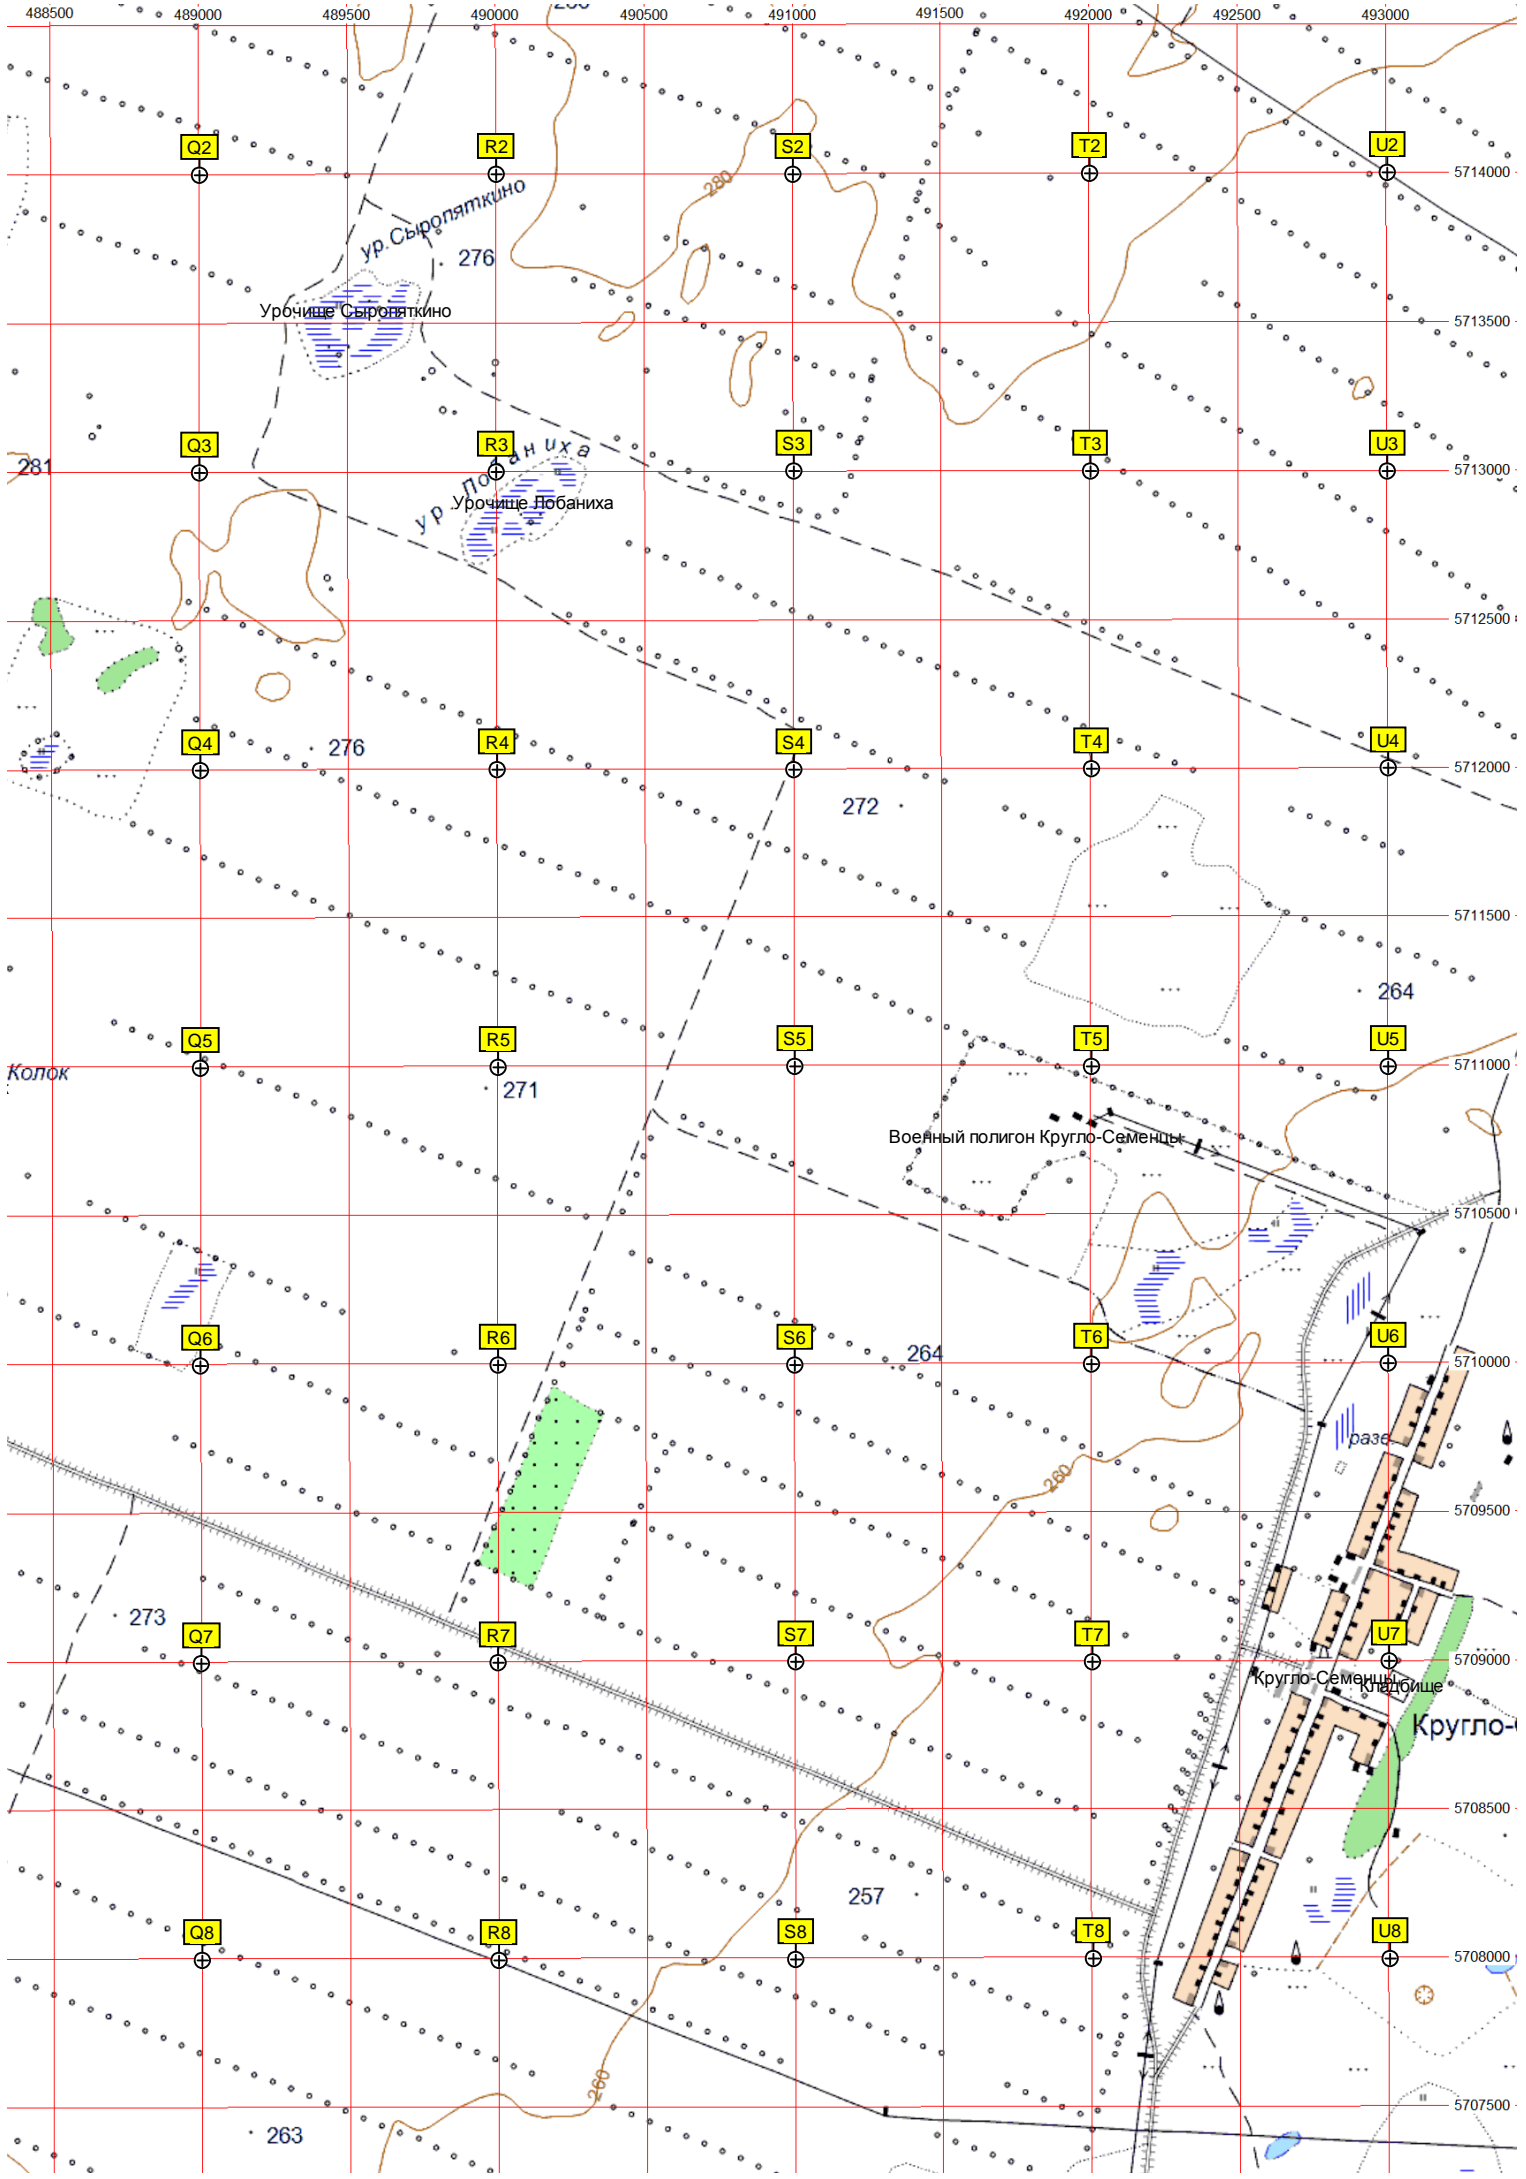 488500 489000 489500 490000 490500 491000 491500 492000 492500 493000
Q2 R2 S2 T2 U2
5714000
280
ур.Сыропяткино
276
Урочище Сыропяткино
5713500
Q3 R3 S3 T3 U3
281
5713000
ур. Лобаниха
Урочище Лобаниха
5712500
Q4 R4 S4 T4 U4
276
5712000
272
5711500
264
Q5 R5 S5 T5 U5
Колок
5711000
271
Военный полигон Кругло-Семенцы
5710500
Q6 R6 S6 T6 U6
264
5710000
разв.
260
5709500
273
Q7 R7 S7 T7 U7
5709000
Кругло-Семенцы
Кладбище
Кругло-
5708500
257
Q8 R8 S8 T8 U8
5708000
260
5707500
263